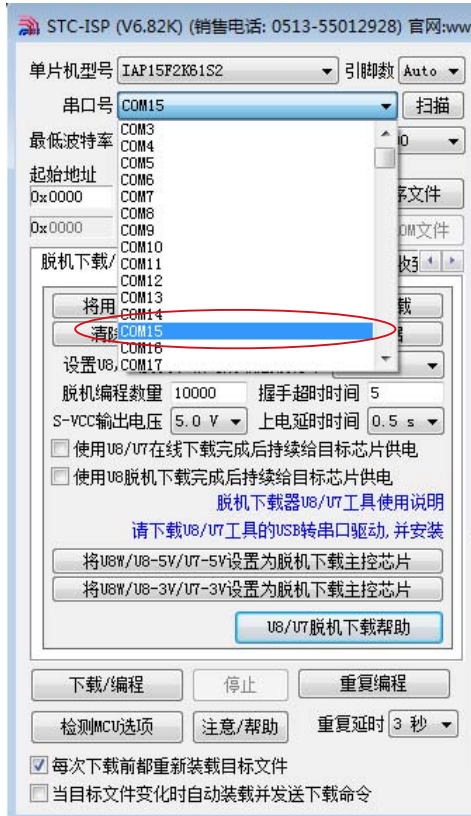 STC-ISP (V6.82K) (销售电话: 0513-55012928) 官网:ww
单片机型号 IAP15F2K61S2 引脚数 Auto
串口号 COM15 扫描
最低波特率
COM3
COM4
COM5
COM6
COM7
COM8
COM9
COM10
COM11
COM12
COM13
COM14
COM15
COM16
COM17
起始地址
0x0000 序文件
0x0000 OM文件
脱机下载/ 收到
将用 载
清除
设置U8,
脱机编程数量 10000 握手超时时间 5
S-VCC输出电压 5.0 V 上电延时时间 0.5 s
使用U8/U7在线下载完成后持续给目标芯片供电
使用U8脱机下载完成后持续给目标芯片供电
脱机下载器U8/U7工具使用说明
请下载U8/U7工具的USB转串口驱动,并安装
将U8W/U8-5V/U7-5V设置为脱机下载主控芯片
将U8W/U8-3V/U7-3V设置为脱机下载主控芯片
U8/U7脱机下载帮助
下载/编程 停止 重复编程
检测MCU选项 注意/帮助 重复延时 3 秒
每次下载前都重新装载目标文件
当目标文件变化时自动装载并发送下载命令